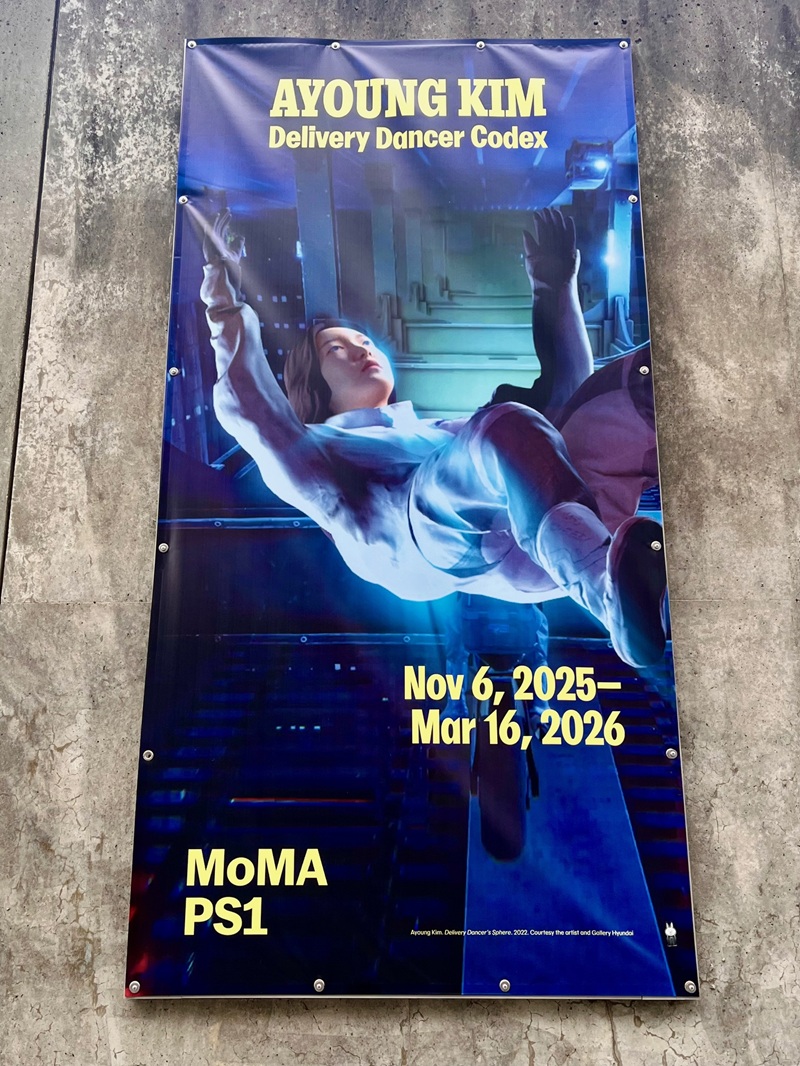 AYOUNG KIM
Delivery Dancer Codex
Nov 6, 2025–
Mar 16, 2026
MoMA
PS1
Ayoung Kim. Delivery Dancer's Sphere. 2022. Courtesy the artist and Gallery Hyundai